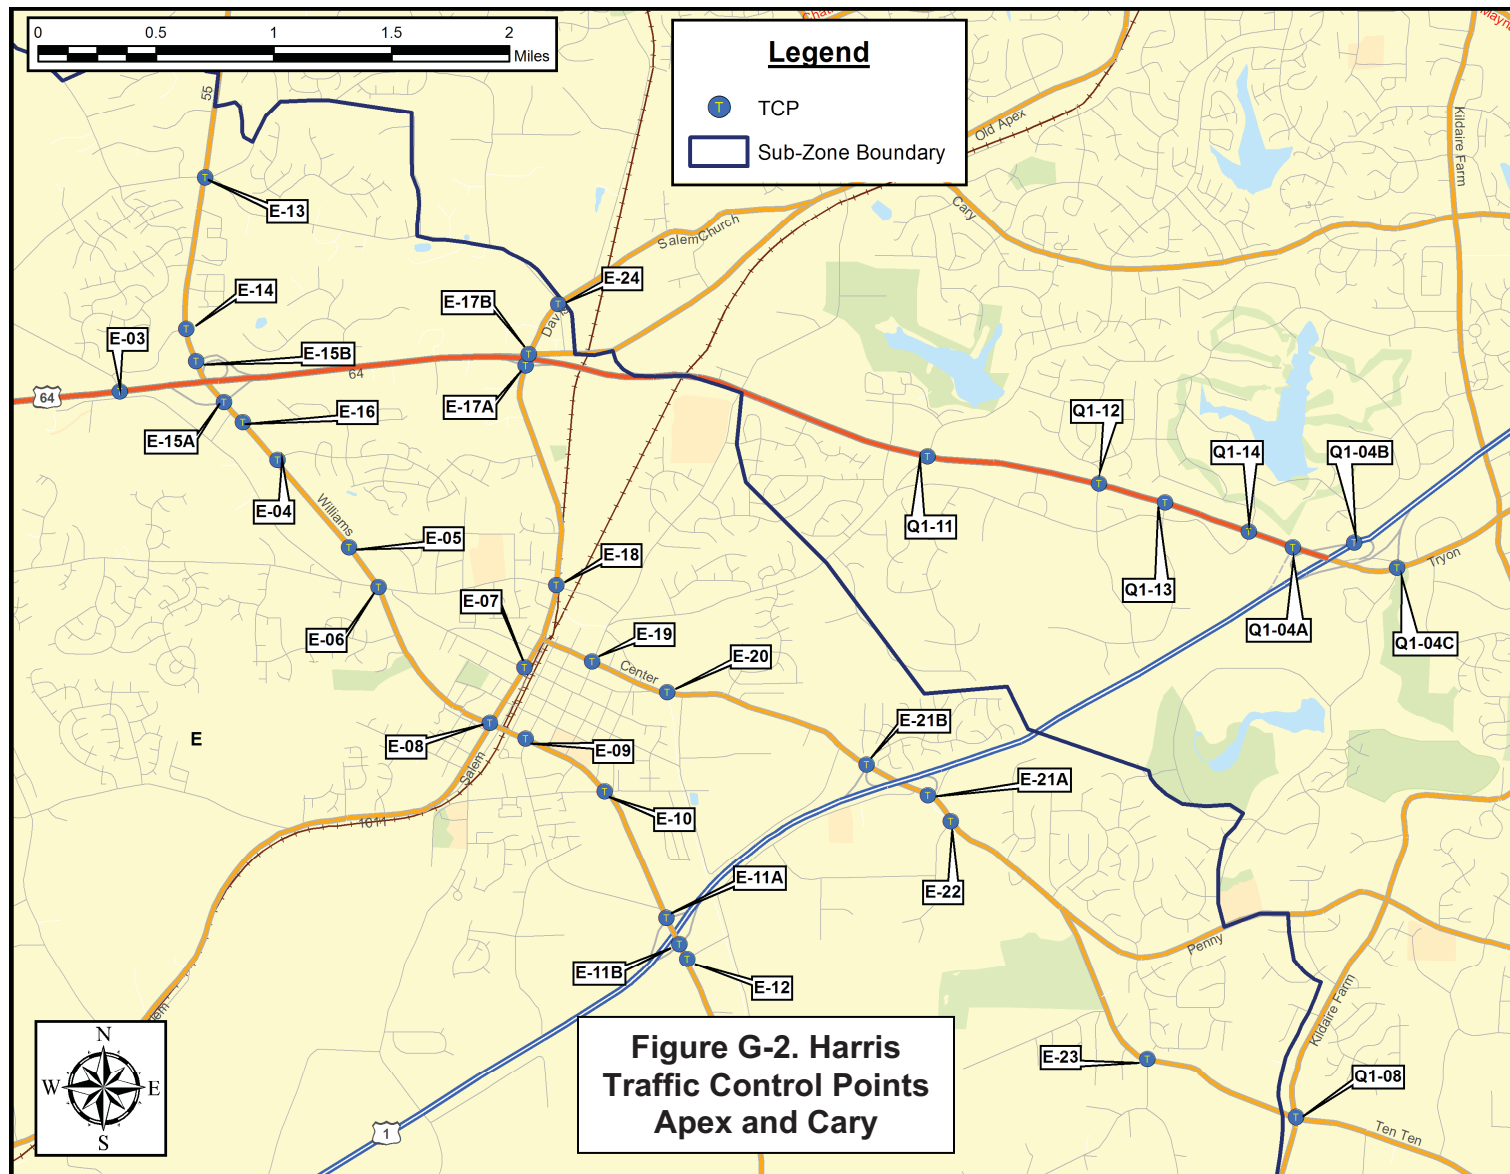 0 0.5 1 1.5 2
Miles
Legend
T TCP
Sub-Zone Boundary
55
Old Apex
Kildaire Farm
Cary
Salem Church
E-13
E-24
E-14
E-17B
Davis
E-03
E-15B
64
64
E-17A
E-16
E-15A
Q1-12
Q1-14
Q1-04B
E-04
Williams
Q1-11
E-05
E-18
Tryon
Q1-13
E-07
E-06
E-19
Q1-04A
Q1-04C
E-20
Center
E-21B
E
E-08
E-09
Salem
E-21A
E-10
1011
E-11A
E-22
Penny
E-11B
E-12
Kildaire Farm
N
W E
S
Figure G-2. Harris
Traffic Control Points
Apex and Cary
E-23
Q1-08
1
Ten Ten